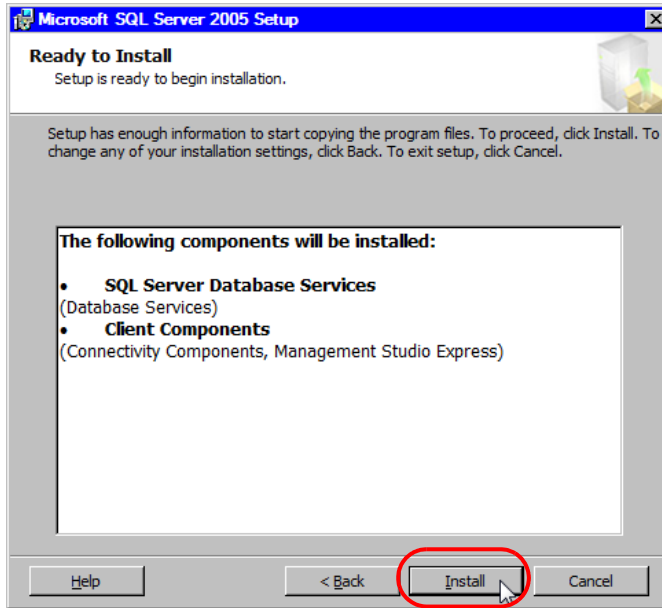 Microsoft SQL Server 2005 Setup
Ready to Install
Setup is ready to begin installation.
Setup has enough information to start copying the program files. To proceed, click Install. To
change any of your installation settings, click Back. To exit setup, click Cancel.
The following components will be installed:
• SQL Server Database Services
(Database Services)
• Client Components
(Connectivity Components, Management Studio Express)
Help
< Back
Install
Cancel